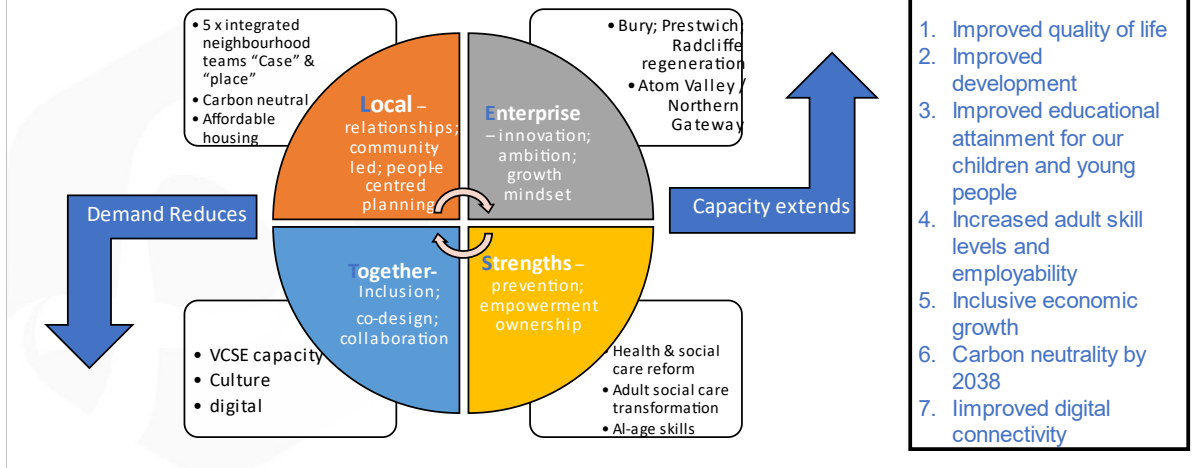 • 5 x integrated
neighbourhood
teams “Case” &
“place”
• Carbon neutral
• Affordable
housing
Local –
relationships;
community
led; people
centred
planning
Enterprise
– innovation;
ambition;
growth
mindset
• Bury; Prestwich;
Radcliffe
regeneration
• Atom Valley /
Northern
Gateway
Demand Reduces
Capacity extends
Together-
Inclusion;
co-design;
collaboration
Strengths –
prevention;
empowerment
ownership
• VCSE capacity
• Culture
• digital
• Health & social
care reform
• Adult social care
transformation
• AI-age skills
1. Improved quality of life
2. Improved
development
3. Improved educational
attainment for our
children and young
people
4. Increased adult skill
levels and
employability
5. Inclusive economic
growth
6. Carbon neutrality by
2038
7. Iimproved digital
connectivity